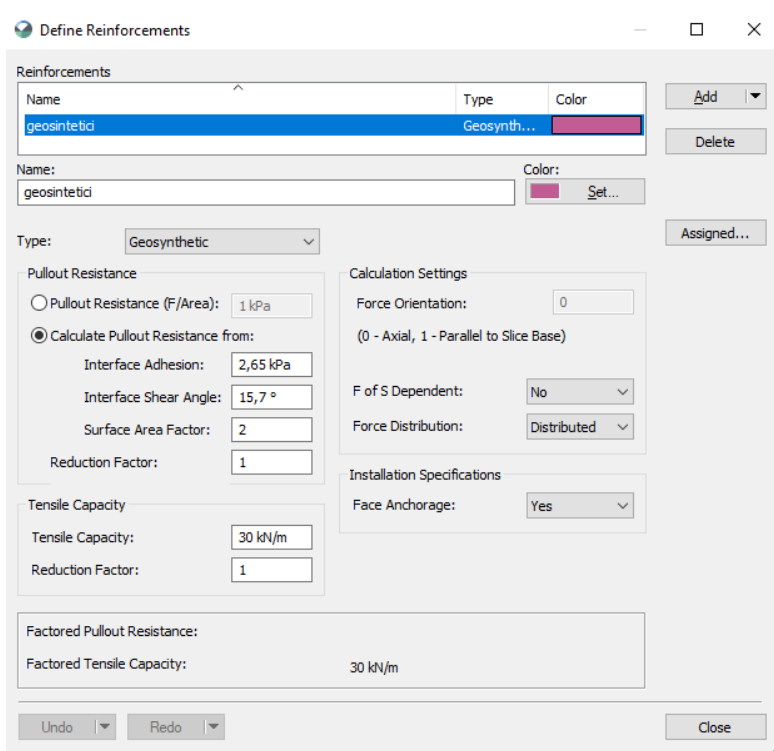 Define Reinforcements
Reinforcements
Name Type Color
geosintetici Geosynth...
Add
Delete
Name: Color:
geosintetici Set...
Assigned...
Type: Geosynthetic
Pullout Resistance
Pullout Resistance (F/Area): 1 kPa
Calculate Pullout Resistance from:
Interface Adhesion: 2,65 kPa
Interface Shear Angle: 15,7 °
Surface Area Factor: 2
Reduction Factor: 1
Calculation Settings
Force Orientation: 0
(0 - Axial, 1 - Parallel to Slice Base)
F of S Dependent: No
Force Distribution: Distributed
Installation Specifications
Face Anchorage: Yes
Tensile Capacity
Tensile Capacity: 30 kN/m
Reduction Factor: 1
Factored Pullout Resistance:
Factored Tensile Capacity: 30 kN/m
Undo Redo Close